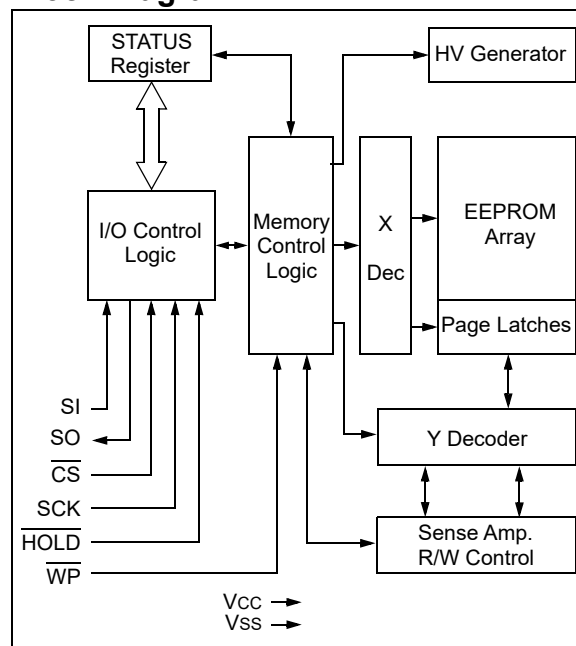 STATUS
Register
HV Generator
I/O Control
Logic
Memory
Control
Logic
X
Dec
EEPROM
Array
Page Latches
SI
SO
CS
SCK
HOLD
WP
Y Decoder
Sense Amp.
R/W Control
VCC
VSS